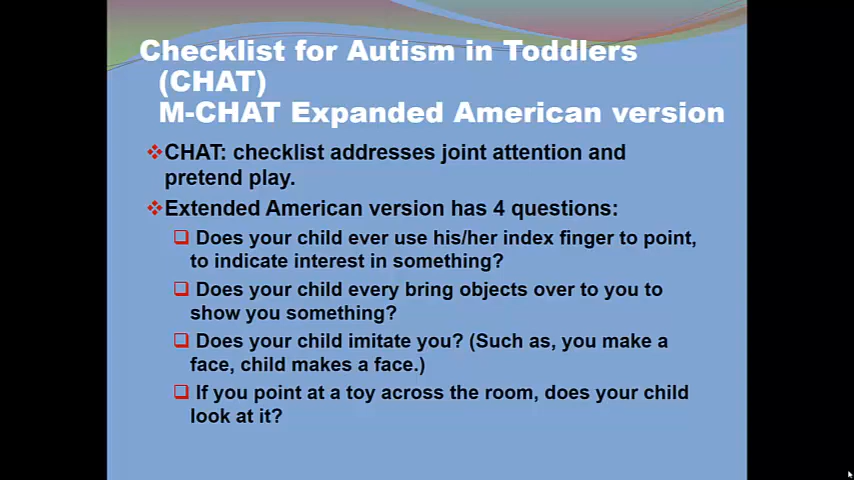 Checklist for Autism in Toddlers
(CHAT)
M-CHAT Expanded American version
CHAT: checklist addresses joint attention and
pretend play.
Extended American version has 4 questions:
Does your child ever use his/her index finger to point,
to indicate interest in something?
Does your child every bring objects over to you to
show you something?
Does your child imitate you? (Such as, you make a
face, child makes a face.)
If you point at a toy across the room, does your child
look at it?